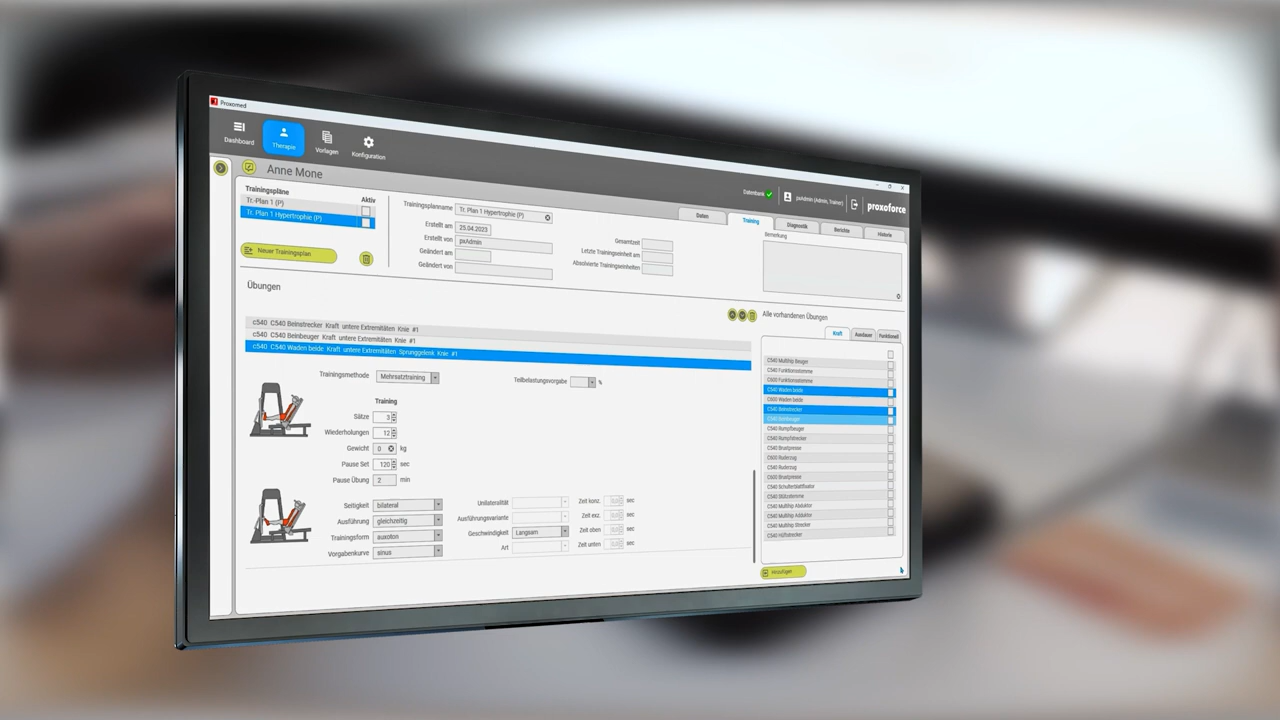 Proxomed
Dashboard
Therapie
Vorlagen
Konfiguration
Anne Mone
Datenbank
pxAdmin (Admin, Trainer)
proxoforce
Daten
Training
Diagnostik
Berichte
Historie
Trainingspläne
Aktiv
Tr.-Plan 1 (P)
Tr. Plan 1 Hypertrophie (P)
Neuer Trainingsplan
Trainingsplanname Tr. Plan 1 Hypertrophie (P)
Erstellt am 25.04.2023
Erstellt von pxAdmin
Geändert am
Geändert von
Gesamtzeit
Letzte Trainingseinheit am
Absolvierte Trainingseinheiten
Bemerkung
Übungen
c540 C540 Beinstrecker Kraft untere Extremitäten Knie #1
c540 C540 Beinbeuger Kraft untere Extremitäten Knie #1
c540 C540 Waden beide Kraft untere Extremitäten Sprunggelenk Knie #1
Trainingsmethode Mehrsatztraining
Teilbelastungsvorgabe %
Training
Sätze 3
Wiederholungen 12
Gewicht 0 kg
Pause Set 120 sec
Pause Übung 2 min
Seitigkeit bilateral
Ausführung gleichzeitig
Trainingsform auxoton
Vorgabenkurve sinus
Unilateralität
Ausführungsvariante
Geschwindigkeit Langsam
Art
Zeit konz. sec
Zeit exz. sec
Zeit oben sec
Zeit unten sec
Alle vorhandenen Übungen
Kraft
Ausdauer
Funktionell
C540 Multihip Beuger
C540 Funktionsstemme
C600 Funktionsstemme
C540 Waden beide
C600 Waden beide
C540 Beinstrecker
C540 Beinbeuger
C540 Rumpfbeuger
C540 Rumpfstrecker
C540 Brustpresse
C600 Ruderzug
C540 Ruderzug
C600 Brustpresse
C540 Schulterblattfixator
C540 Stützstemme
C540 Multihip Abduktor
C540 Multihip Adduktor
C540 Multihip Strecker
C540 Hüftstrecker
Hinzufügen